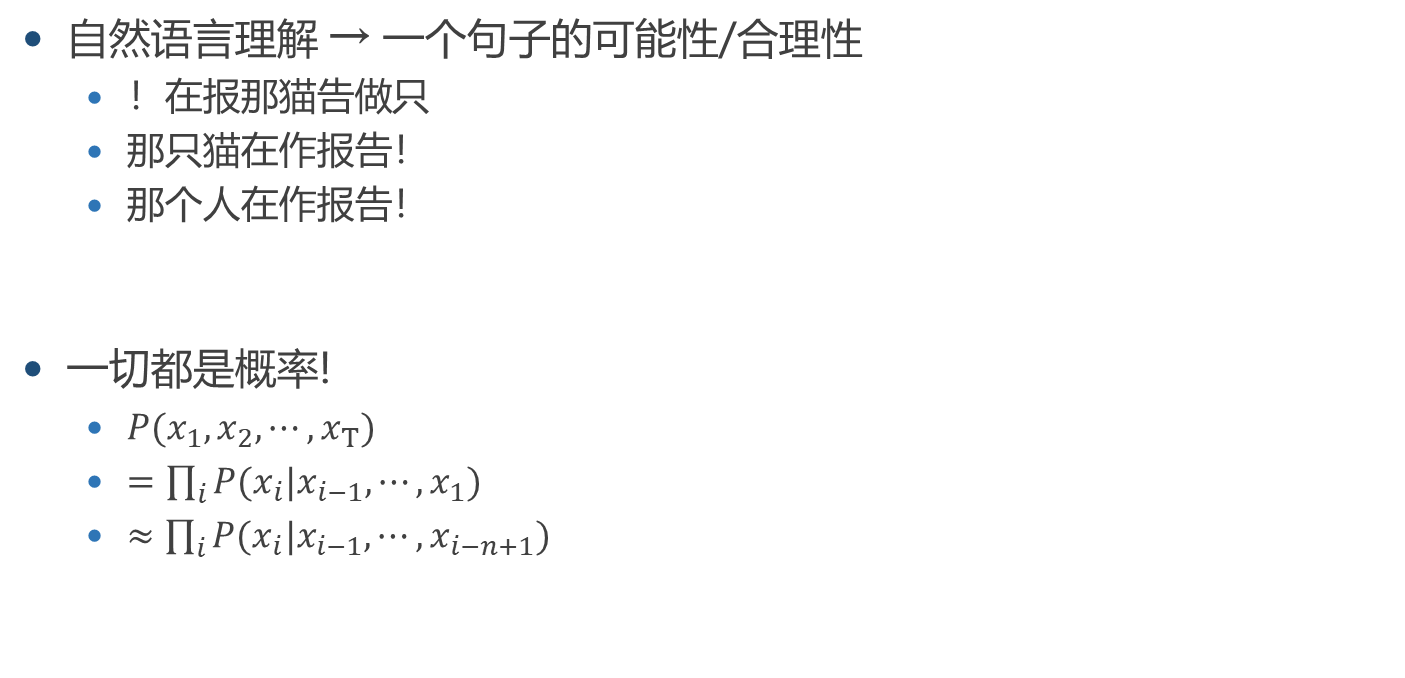 • 自然语言理解 → 一个句子的可能性/合理性
• ！在报那猫告做只
• 那只猫在作报告！
• 那个人在作报告！
• 一切都是概率!
• P(x₁, x₂, ⋯, x_T)
• = ∏ᵢ P(xᵢ|xᵢ₋₁, ⋯, x₁)
• ≈ ∏ᵢ P(xᵢ|xᵢ₋₁, ⋯, xᵢ₋ₙ₊₁)